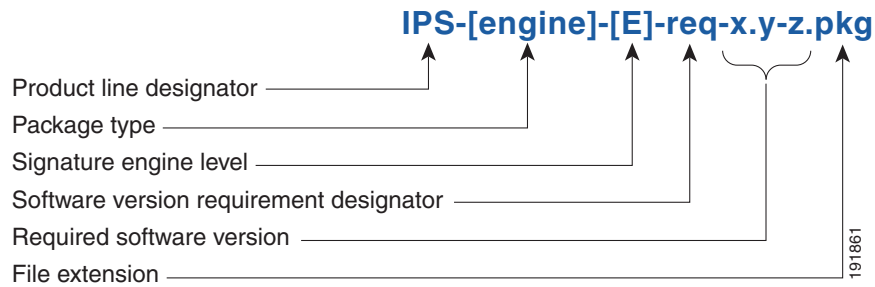 IPS-[engine]-[E]-req-x.y-z.pkg
Product line designator
Package type
Signature engine level
Software version requirement designator
Required software version
File extension
191861